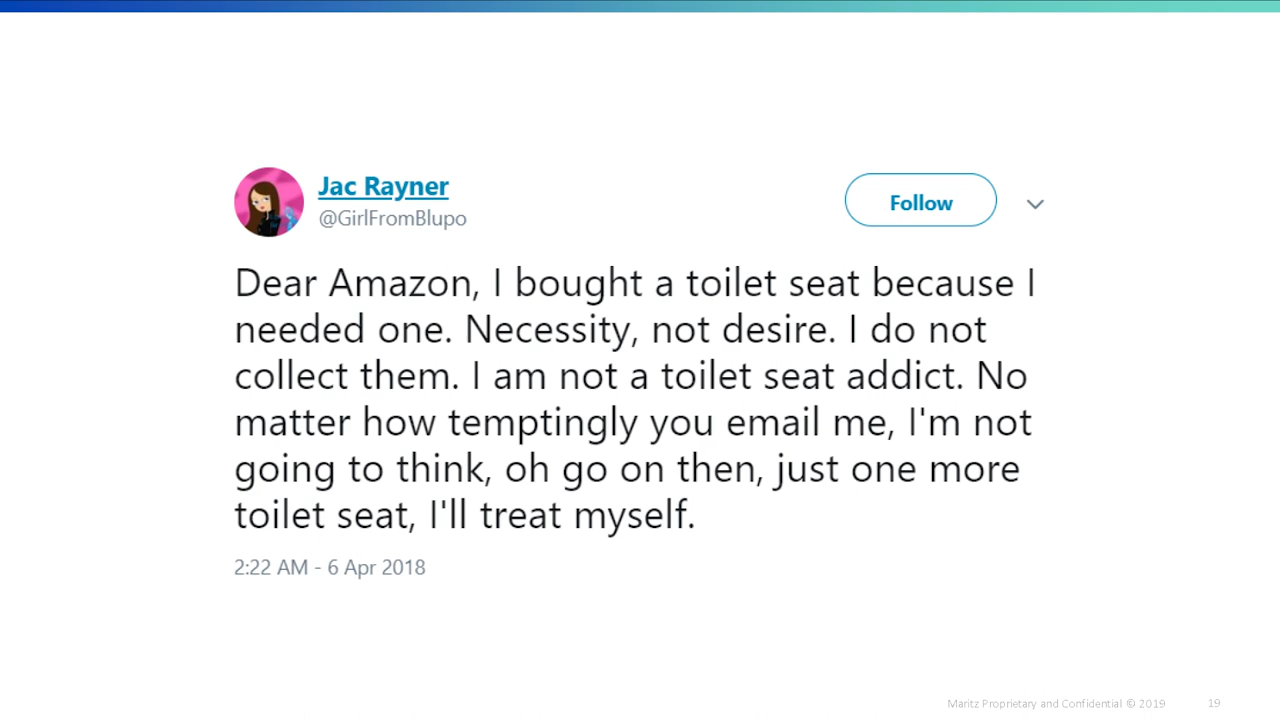 Jac Rayner
Follow
@GirlFromBlupo
Dear Amazon, I bought a toilet seat because I
needed one. Necessity, not desire. I do not
collect them. I am not a toilet seat addict. No
matter how temptingly you email me, I'm not
going to think, oh go on then, just one more
toilet seat, I'll treat myself.
2:22 AM - 6 Apr 2018
Maritz Proprietary and Confidential © 2019 19